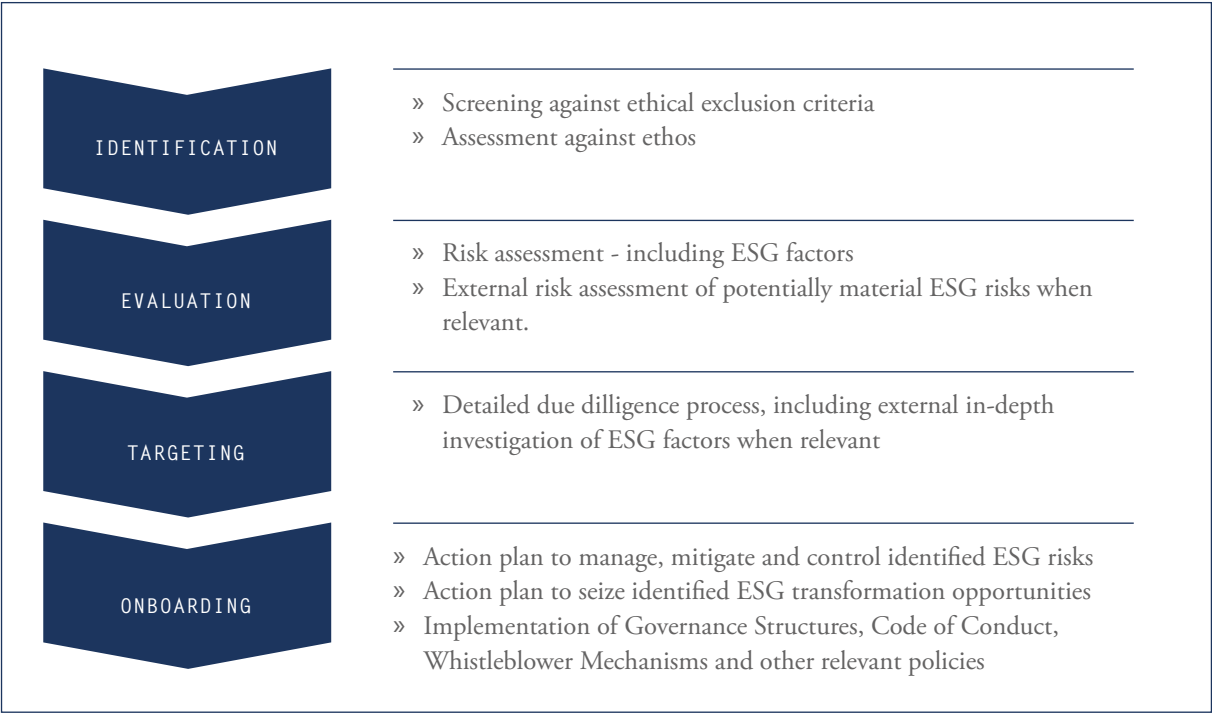 IDENTIFICATION
» Screening against ethical exclusion criteria
» Assessment against ethos
EVALUATION
» Risk assessment - including ESG factors
» External risk assessment of potentially material ESG risks when
relevant.
TARGETING
» Detailed due dilligence process, including external in-depth
investigation of ESG factors when relevant
ONBOARDING
» Action plan to manage, mitigate and control identified ESG risks
» Action plan to seize identified ESG transformation opportunities
» Implementation of Governance Structures, Code of Conduct,
Whistleblower Mechanisms and other relevant policies